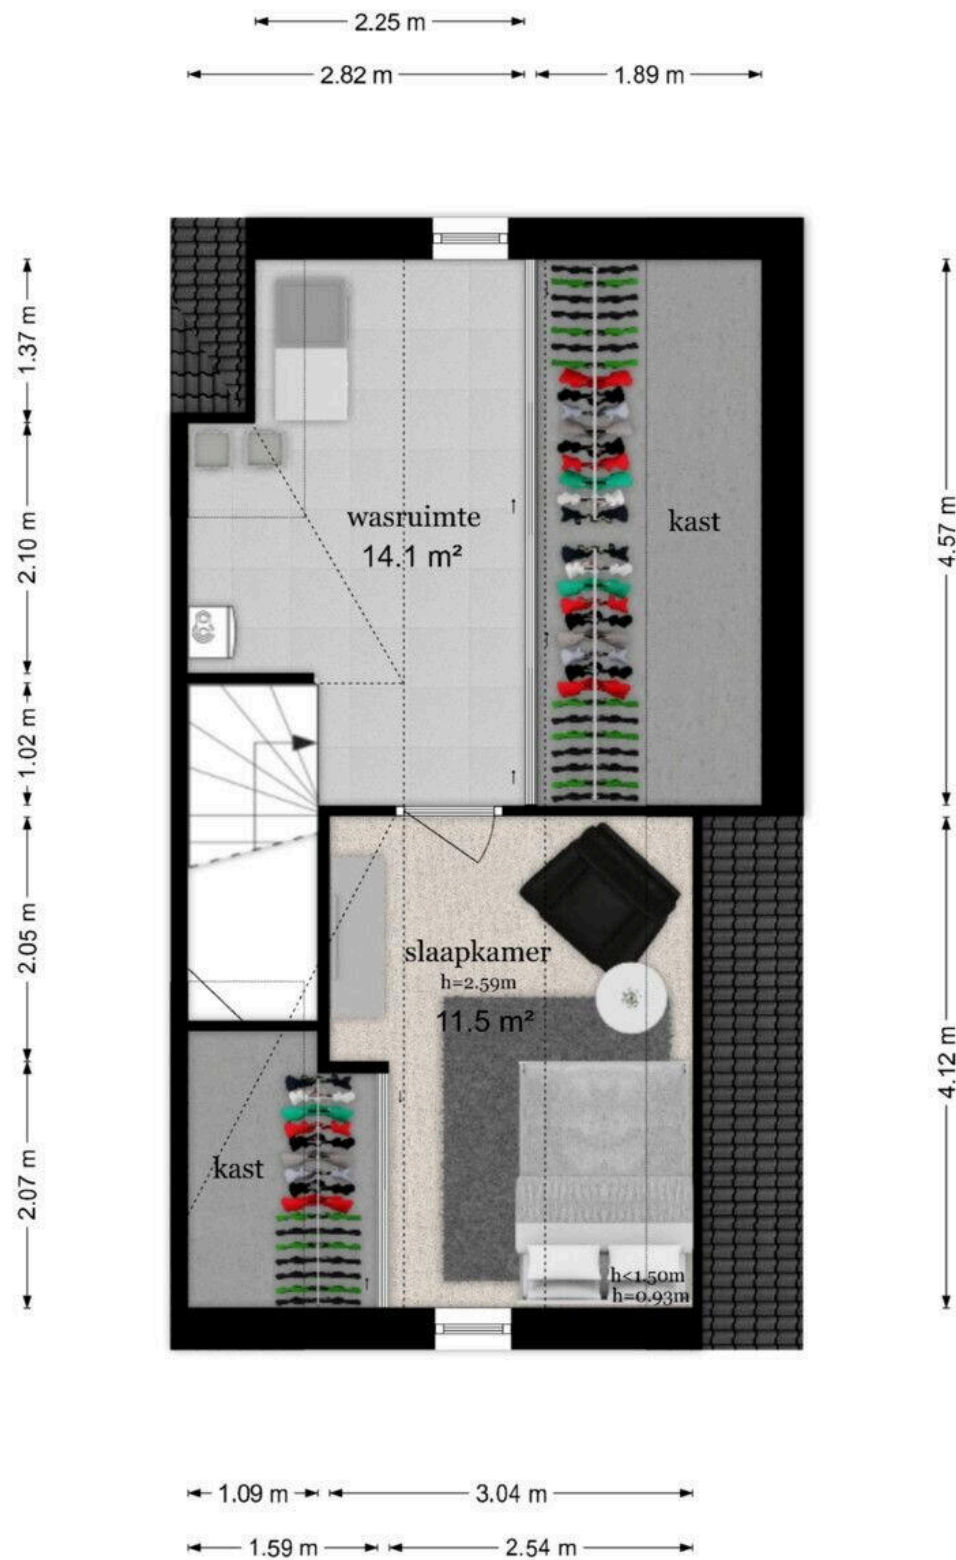 2.25 m
2.82 m
1.89 m
1.37 m
2.10 m
1.02 m
2.05 m
2.07 m
4.57 m
4.12 m
wasruimte
14.1 m²
kast
slaapkamer
h=2.59m
11.5 m²
kast
h<1.50m
h=0.93m
1.09 m
3.04 m
1.59 m
2.54 m